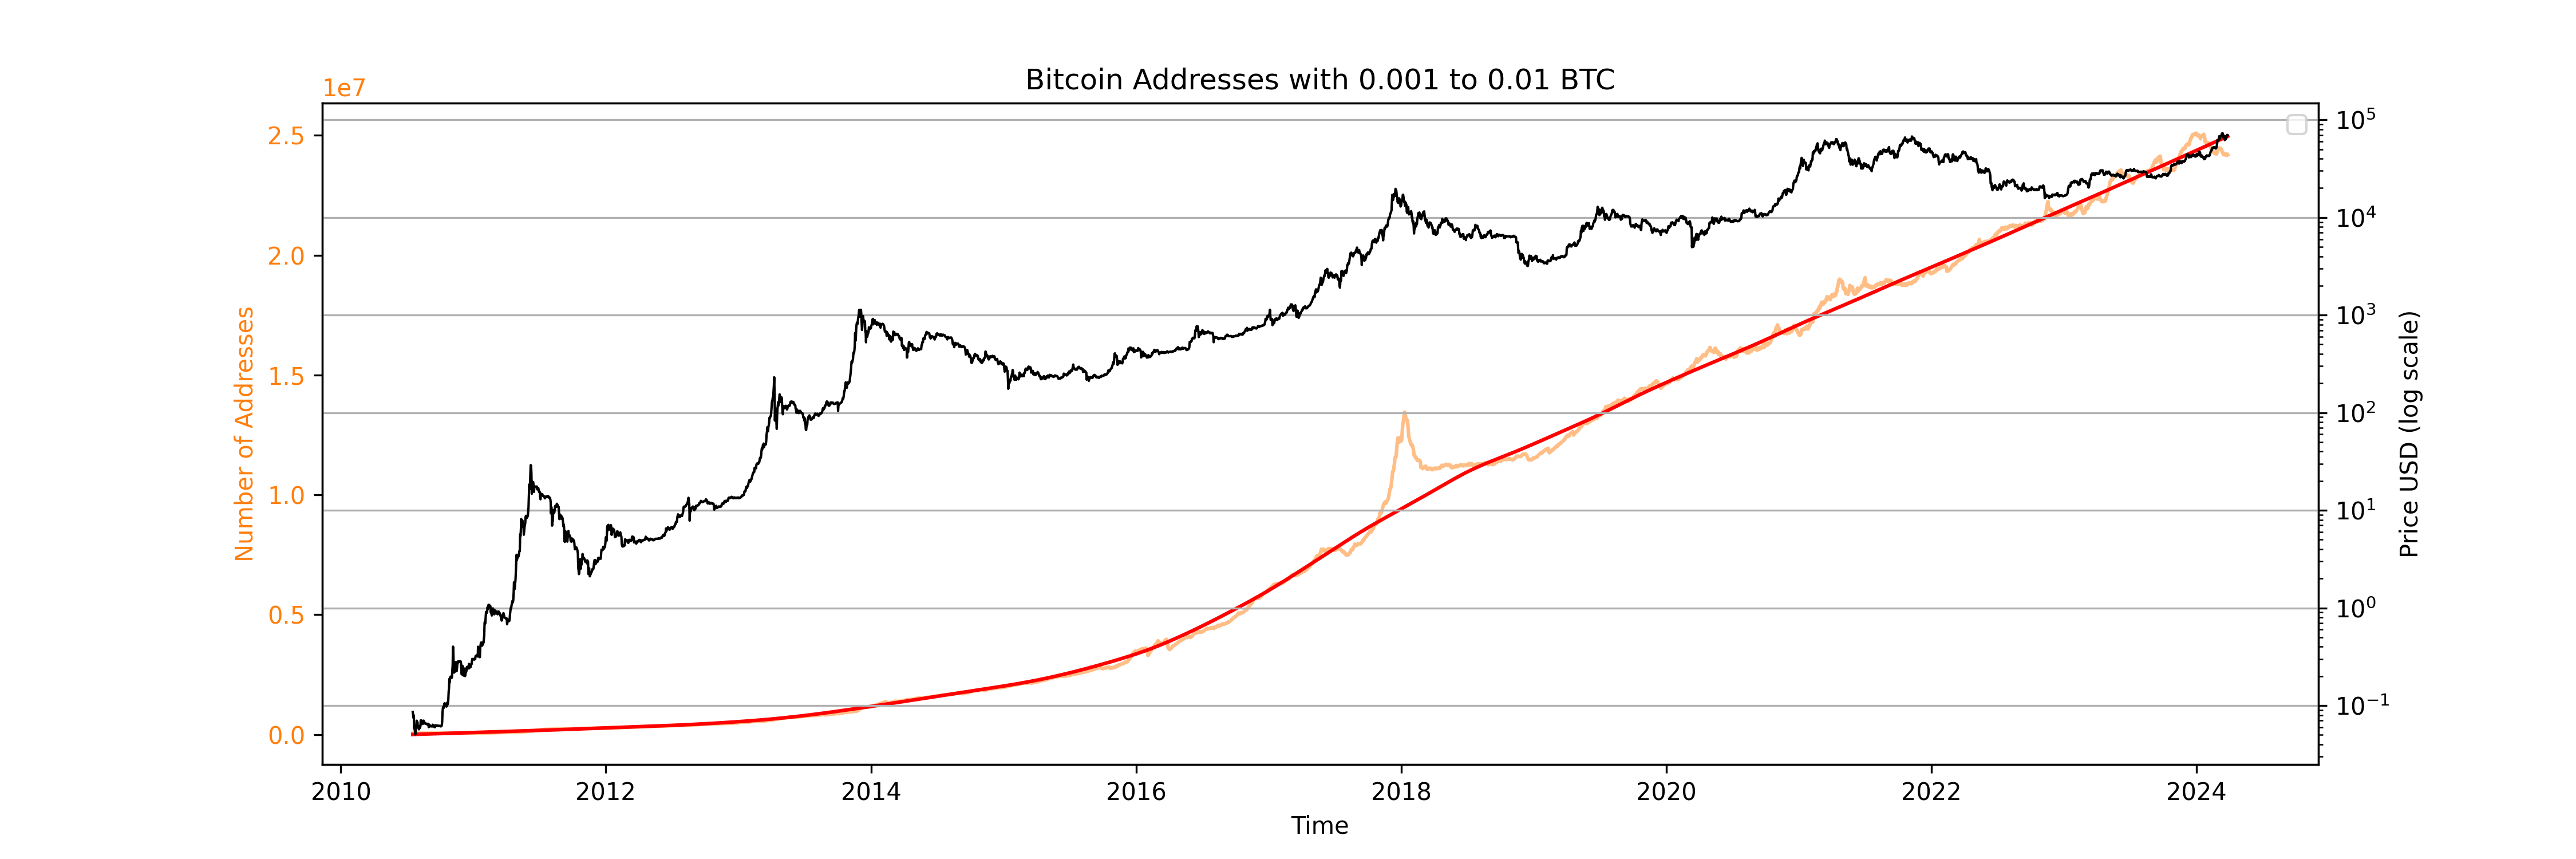 Bitcoin Addresses with 0.001 to 0.01 BTC
1e7
2.5
2.0
1.5
1.0
0.5
0.0
Number of Addresses
10⁵
10⁴
10³
10²
10¹
10⁰
10⁻¹
Price USD (log scale)
2010 2012 2014 2016 2018 2020 2022 2024
Time